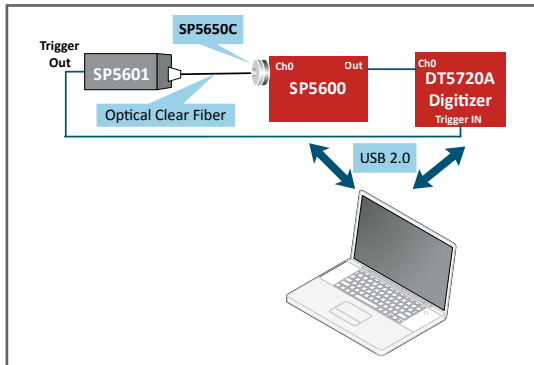 SP5650C
Trigger
Out
SP5601
Ch0
Out
SP5600
Ch0
DT5720A
Digitizer
Trigger IN
Optical Clear Fiber
USB 2.0